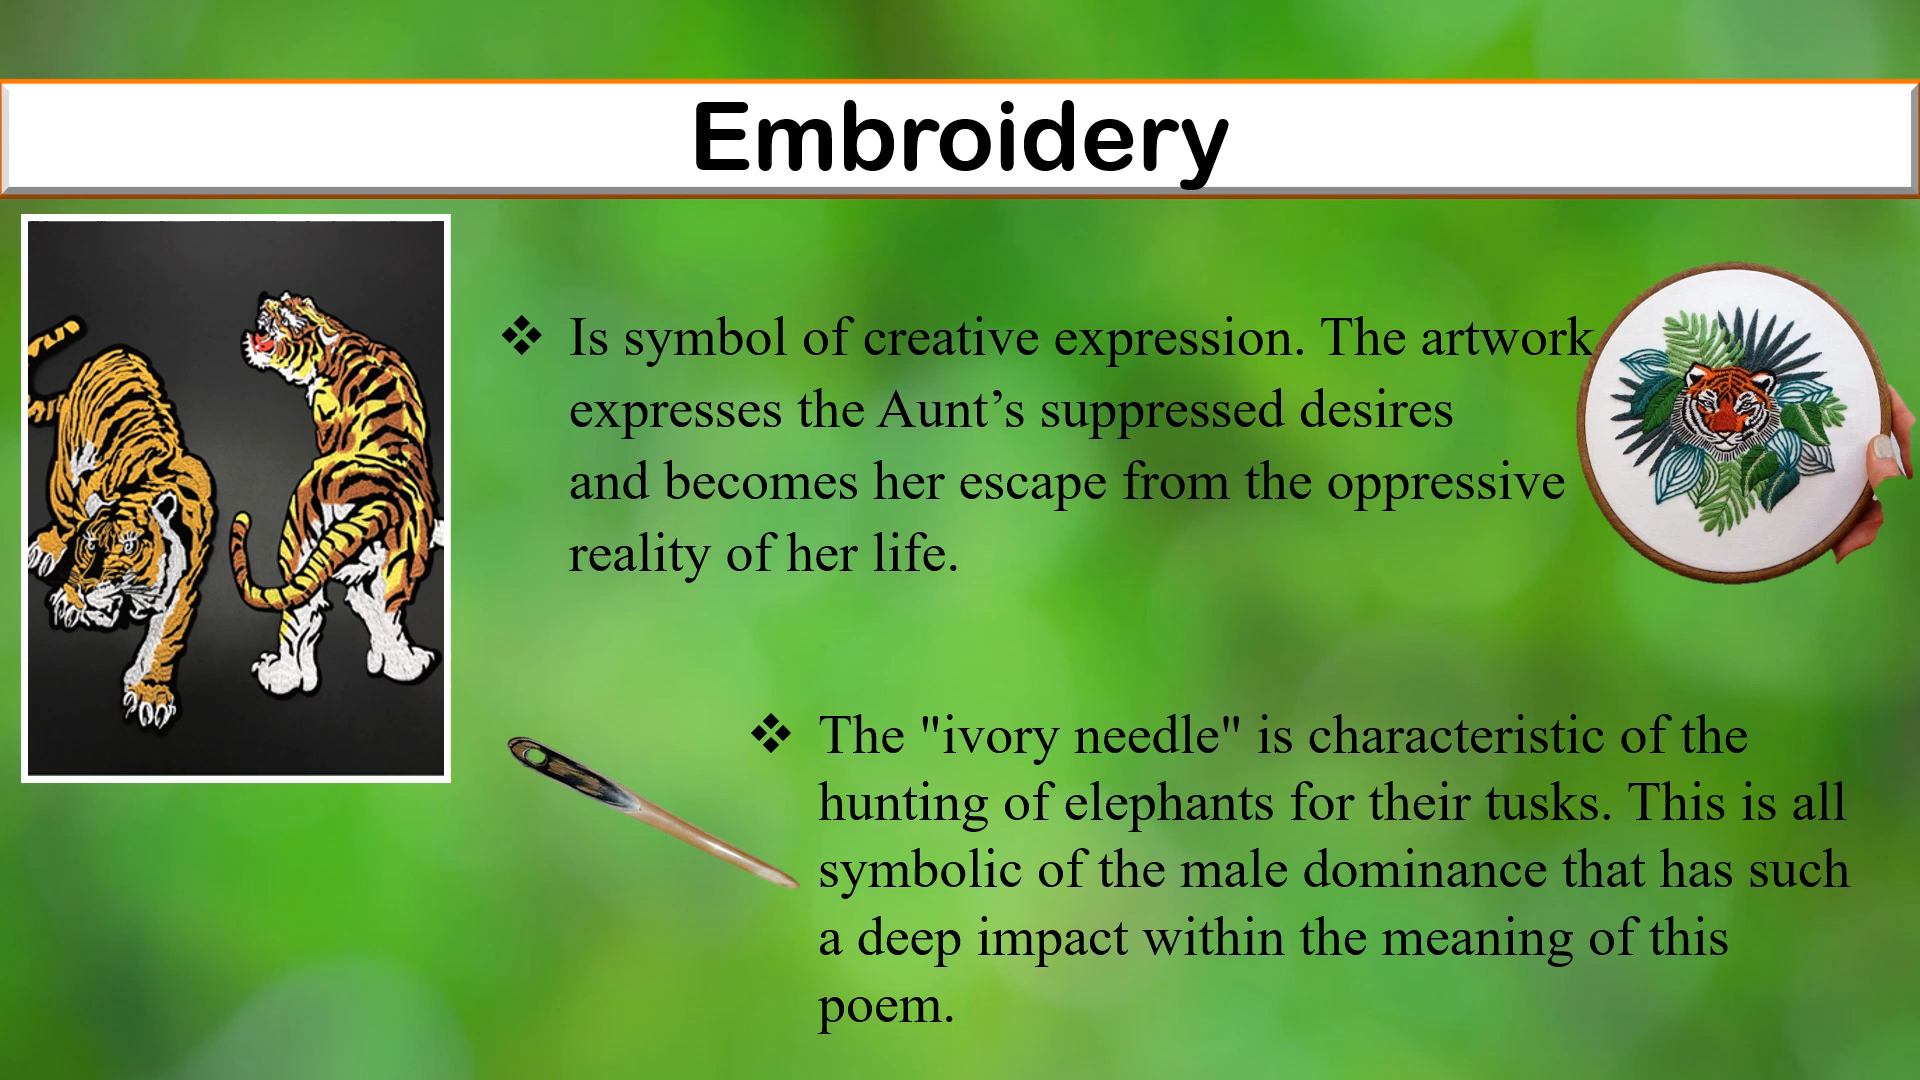 Embroidery
❖ Is symbol of creative expression. The artwork
expresses the Aunt’s suppressed desires
and becomes her escape from the oppressive
reality of her life.
❖ The "ivory needle" is characteristic of the
hunting of elephants for their tusks. This is all
symbolic of the male dominance that has such
a deep impact within the meaning of this
poem.